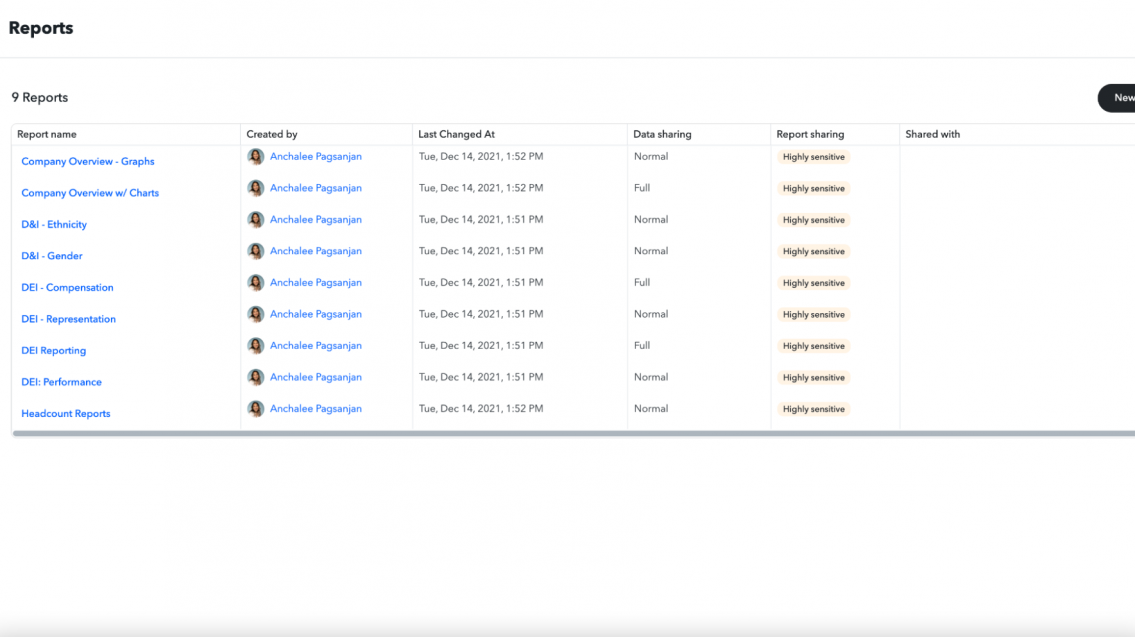 Reports
9 Reports
New
Report name Created by Last Changed At Data sharing Report sharing Shared with
Company Overview - Graphs Anchalee Pagsanjan Tue, Dec 14, 2021, 1:52 PM Normal Highly sensitive
Company Overview w/ Charts Anchalee Pagsanjan Tue, Dec 14, 2021, 1:52 PM Full Highly sensitive
D&I - Ethnicity Anchalee Pagsanjan Tue, Dec 14, 2021, 1:51 PM Normal Highly sensitive
D&I - Gender Anchalee Pagsanjan Tue, Dec 14, 2021, 1:51 PM Normal Highly sensitive
DEI - Compensation Anchalee Pagsanjan Tue, Dec 14, 2021, 1:51 PM Full Highly sensitive
DEI - Representation Anchalee Pagsanjan Tue, Dec 14, 2021, 1:51 PM Normal Highly sensitive
DEI Reporting Anchalee Pagsanjan Tue, Dec 14, 2021, 1:51 PM Full Highly sensitive
DEI: Performance Anchalee Pagsanjan Tue, Dec 14, 2021, 1:51 PM Normal Highly sensitive
Headcount Reports Anchalee Pagsanjan Tue, Dec 14, 2021, 1:52 PM Normal Highly sensitive